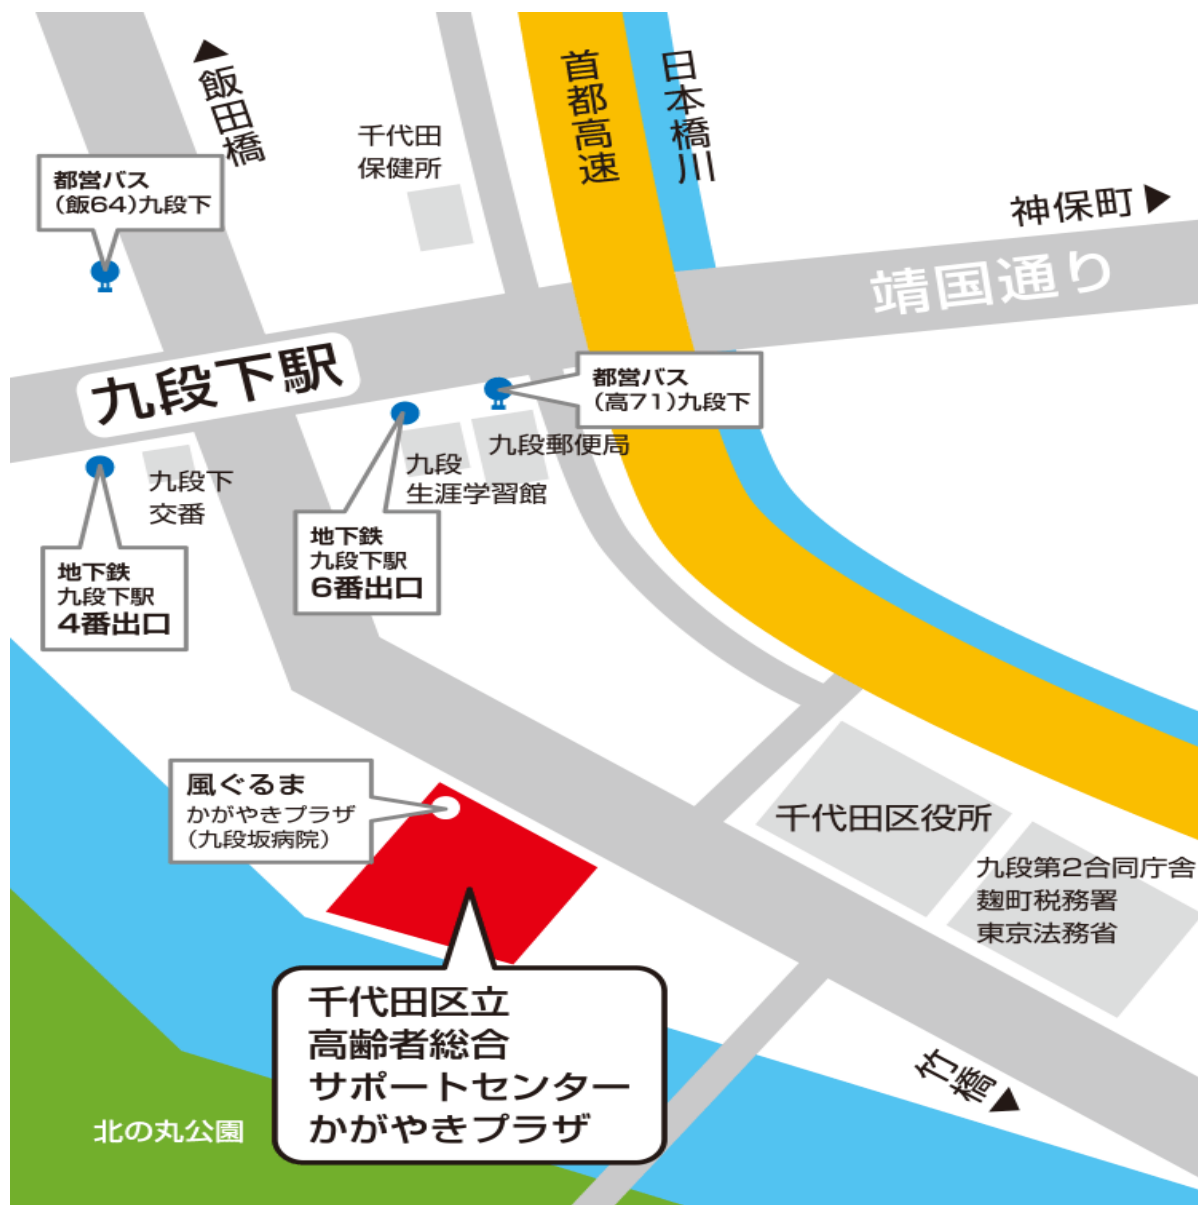 ▲飯田橋
首都高速
日本橋川
千代田
保健所
都営バス
(飯64)九段下
神保町▶
靖国通り
九段下駅
都営バス
(高71)九段下
九段郵便局
九段
生涯学習館
九段下
交番
地下鉄
九段下駅
6番出口
地下鉄
九段下駅
4番出口
風ぐるま
かがやきプラザ
(九段坂病院)
千代田区役所
九段第2合同庁舎
麹町税務署
東京法務省
千代田区立
高齢者総合
サポートセンター
かがやきプラザ
竹橋▶
北の丸公園